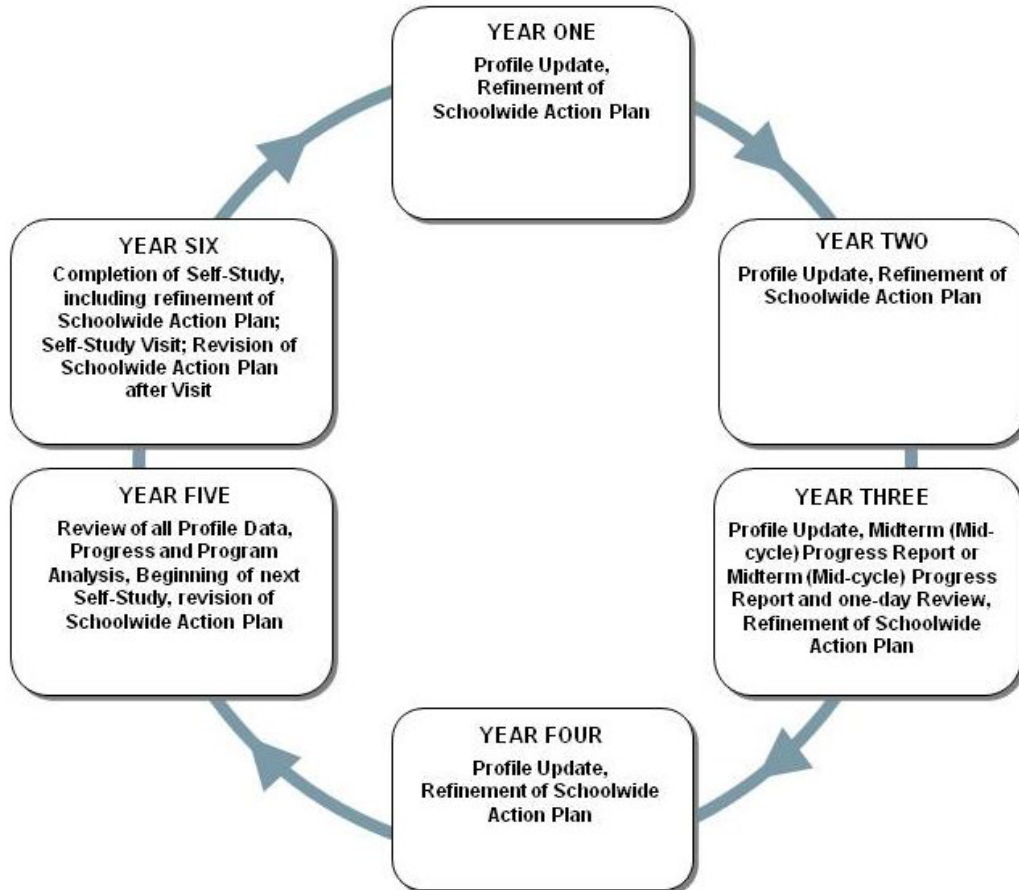 YEAR ONE
Profile Update,
Refinement of
Schoolwide Action Plan
YEAR TWO
Profile Update, Refinement of
Schoolwide Action Plan
YEAR THREE
Profile Update, Midterm (Mid-
cycle) Progress Report or
Midterm (Mid-cycle) Progress
Report and one-day Review,
Refinement of Schoolwide
Action Plan
YEAR FOUR
Profile Update,
Refinement of Schoolwide
Action Plan
YEAR FIVE
Review of all Profile Data,
Progress and Program
Analysis, Beginning of next
Self-Study, revision of
Schoolwide Action Plan
YEAR SIX
Completion of Self-Study,
including refinement of
Schoolwide Action Plan;
Self-Study Visit; Revision of
Schoolwide Action Plan
after Visit